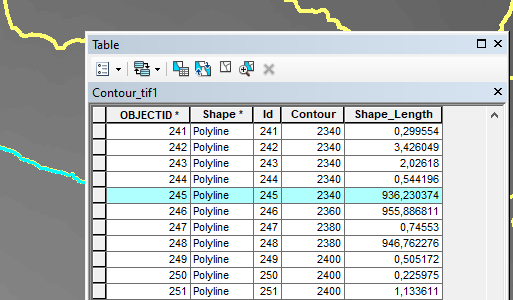 Table
Contour_tif1
OBJECTID * Shape * Id Contour Shape_Length
241 Polyline 241 2340 0,299554
242 Polyline 242 2340 3,426049
243 Polyline 243 2340 2,02618
244 Polyline 244 2340 0,544196
245 Polyline 245 2340 936,230374
246 Polyline 246 2360 955,886811
247 Polyline 247 2380 0,74553
248 Polyline 248 2380 946,762276
249 Polyline 249 2400 0,505172
250 Polyline 250 2400 0,225975
251 Polyline 251 2400 1,133611